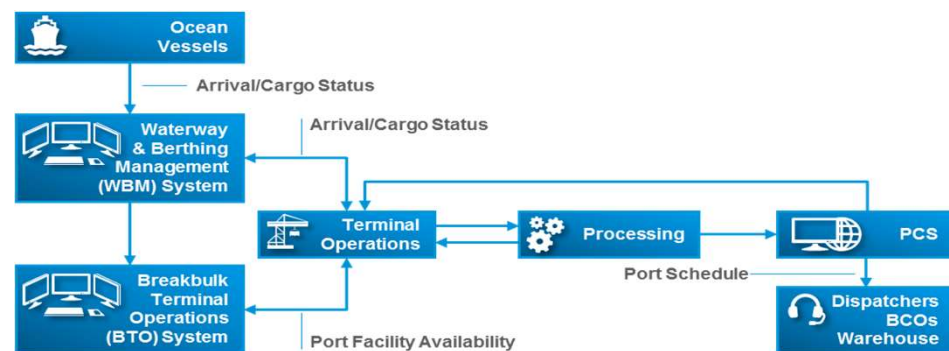 Ocean
Vessels
Arrival/Cargo Status
Arrival/Cargo Status
Waterway
& Berthing
Management
(WBM) System
Terminal
Operations
Processing
PCS
Port Schedule
Breakbulk
Terminal
Operations
(BTO) System
Dispatchers
BCOs
Warehouse
Port Facility Availability